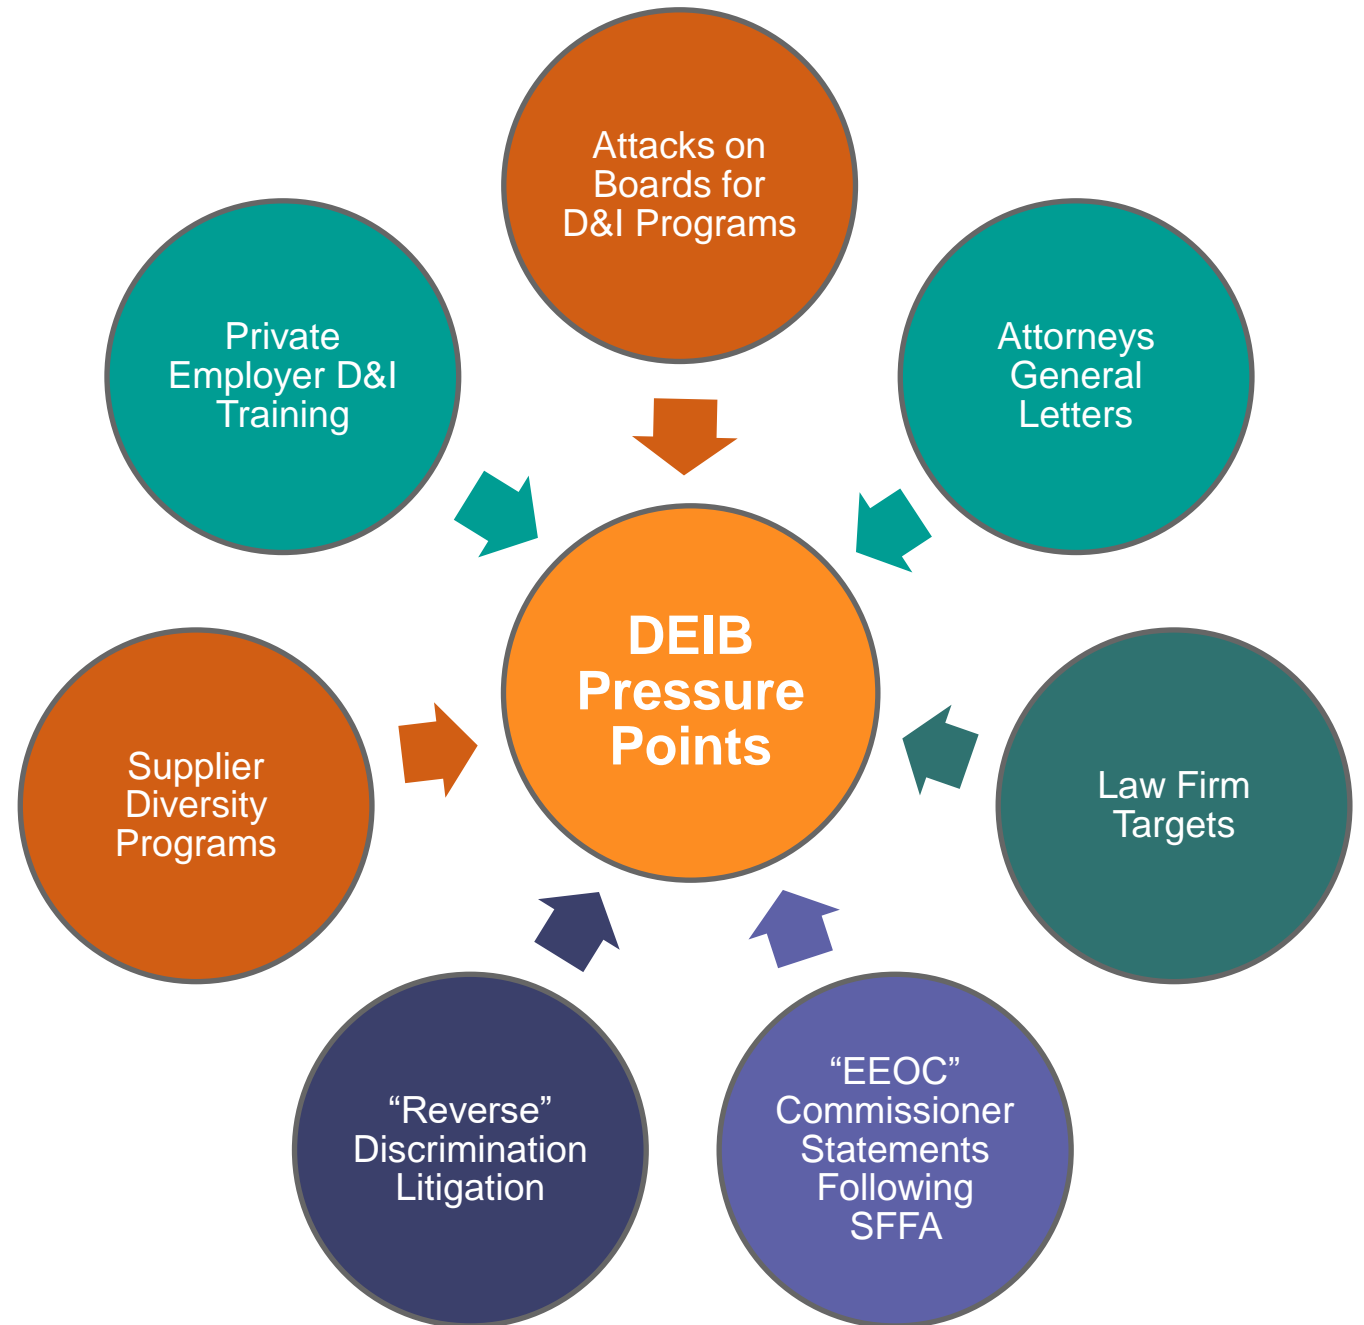 Attacks on
Boards for
D&I Programs
Private
Employer D&I
Training
Attorneys
General
Letters
DEIB
Pressure
Points
Supplier
Diversity
Programs
Law Firm
Targets
“Reverse”
Discrimination
Litigation
“EEOC”
Commissioner
Statements
Following
SFFA